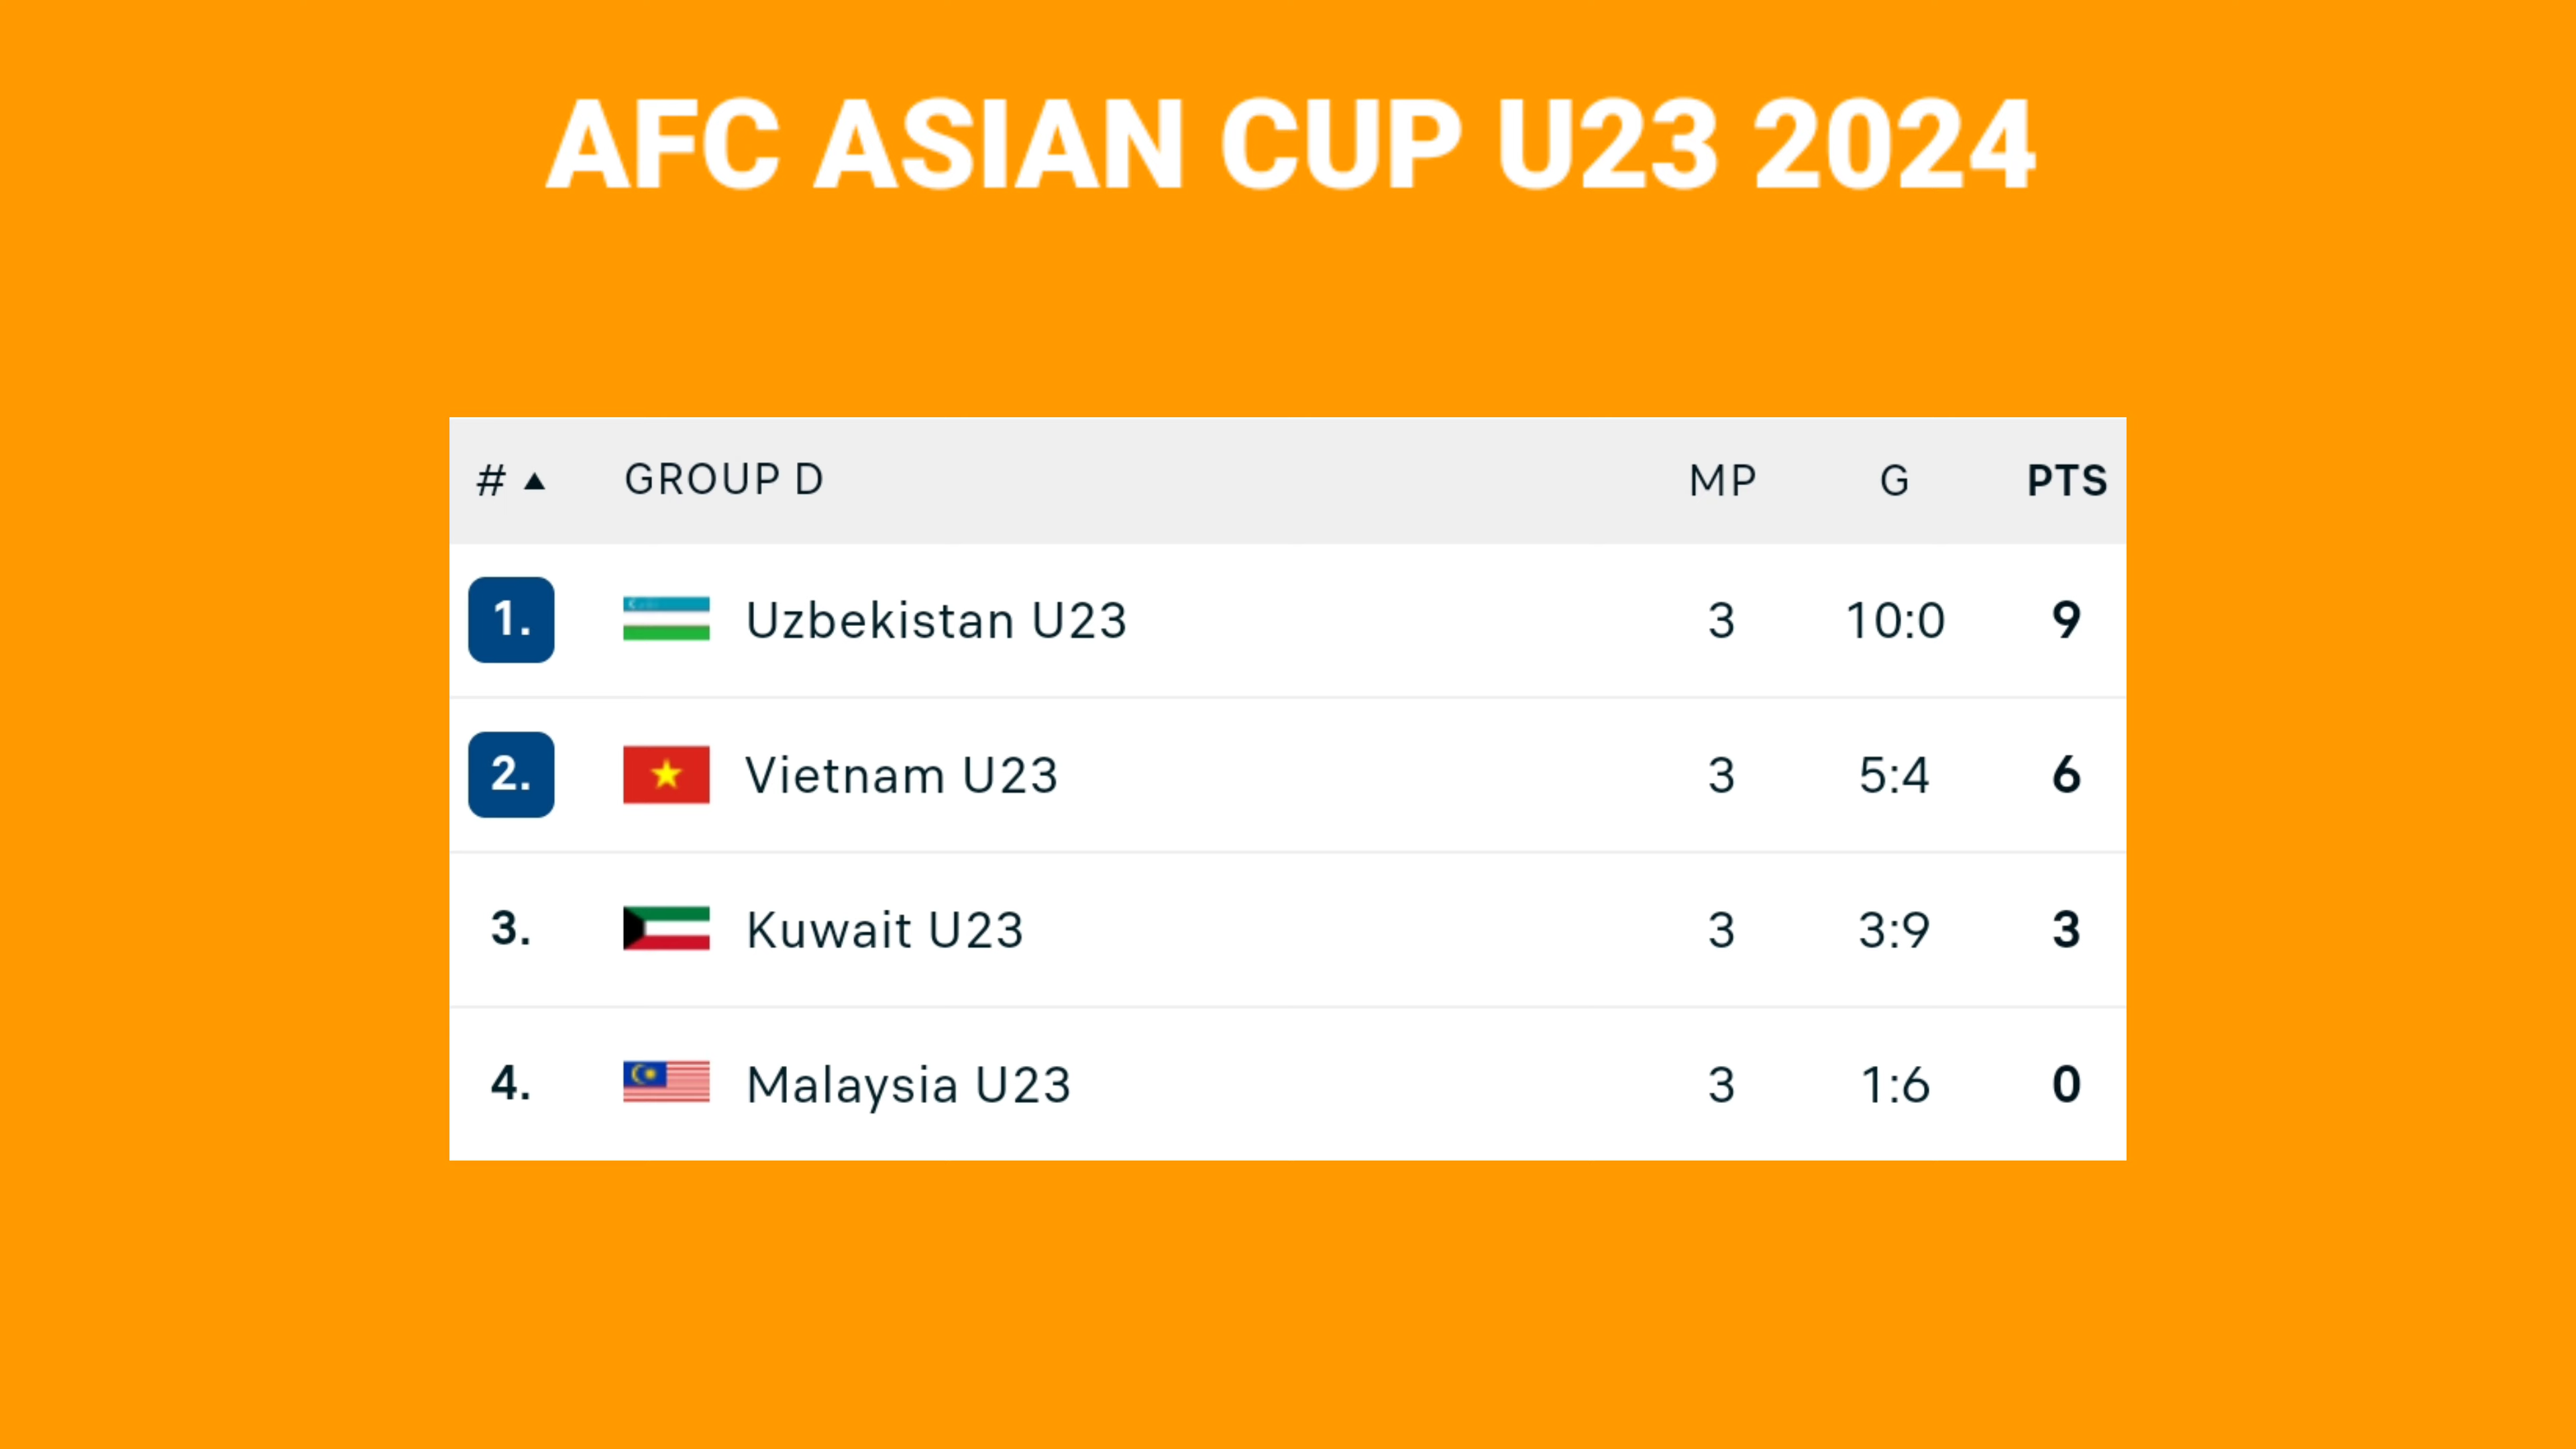 AFC ASIAN CUP U23 2024
# ▲ GROUP D MP G PTS
1. Uzbekistan U23 3 10:0 9
2. Vietnam U23 3 5:4 6
3. Kuwait U23 3 3:9 3
4. Malaysia U23 3 1:6 0